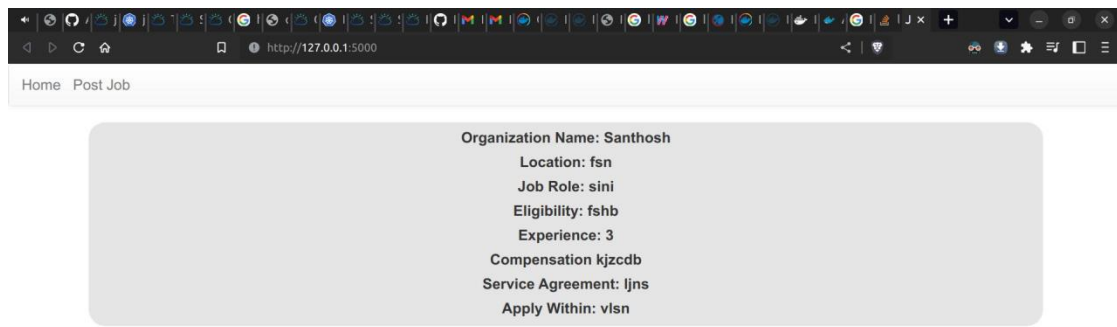 http://127.0.0.1:5000
Home Post Job
Organization Name: Santhosh
Location: fsn
Job Role: sini
Eligibility: fshb
Experience: 3
Compensation kjzcdb
Service Agreement: ljns
Apply Within: vlsn